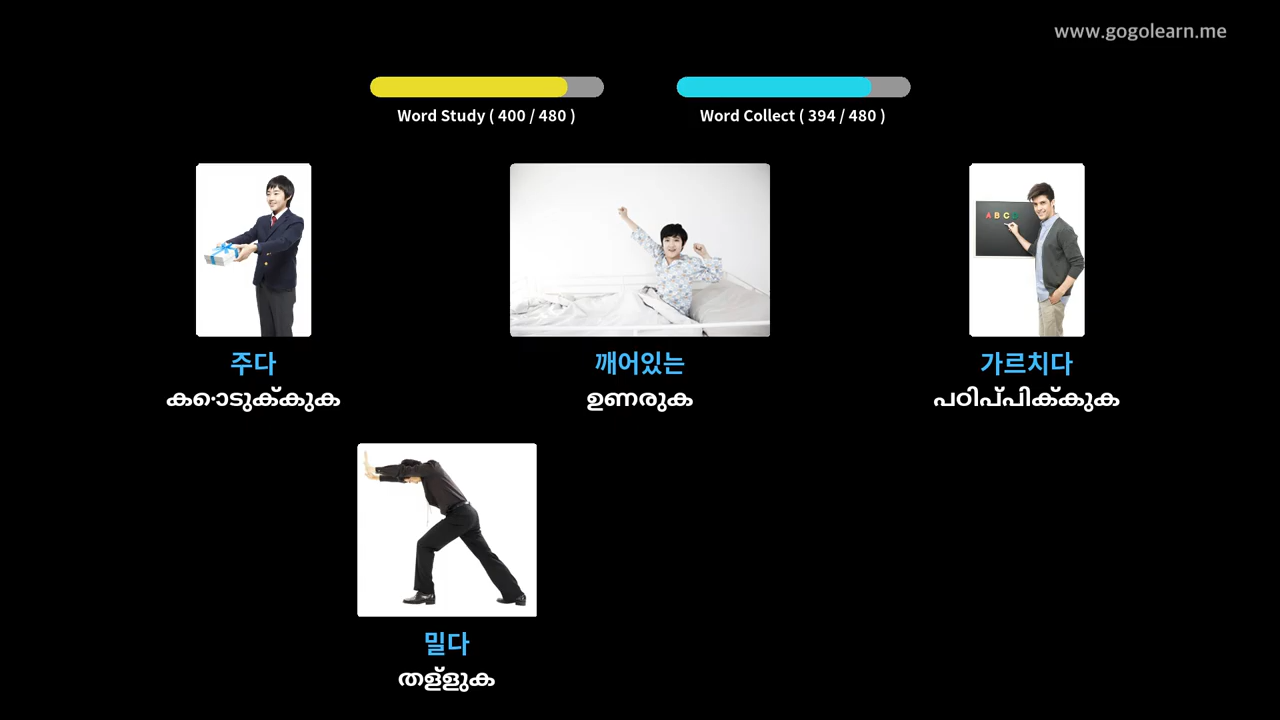 www.gogolearn.me
Word Study ( 400 / 480 )
Word Collect ( 394 / 480 )
A B C D
주다
깨어있는
가르치다
കൊടുക്കുക
ഉണരുക
പഠിപ്പിക്കുക
밀다
തള്ളുക